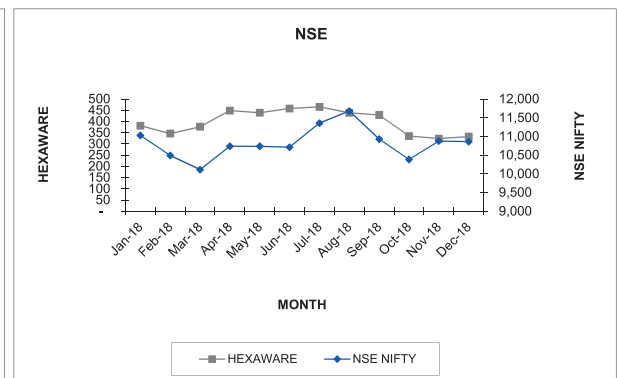 NSE
HEXAWARE
500
450
400
350
300
250
200
150
100
50
-
12,000
11,500
11,000
10,500
10,000
9,500
9,000
NSE NIFTY
Jan-18
Feb-18
Mar-18
Apr-18
May-18
Jun-18
Jul-18
Aug-18
Sep-18
Oct-18
Nov-18
Dec-18
MONTH
HEXAWARE NSE NIFTY